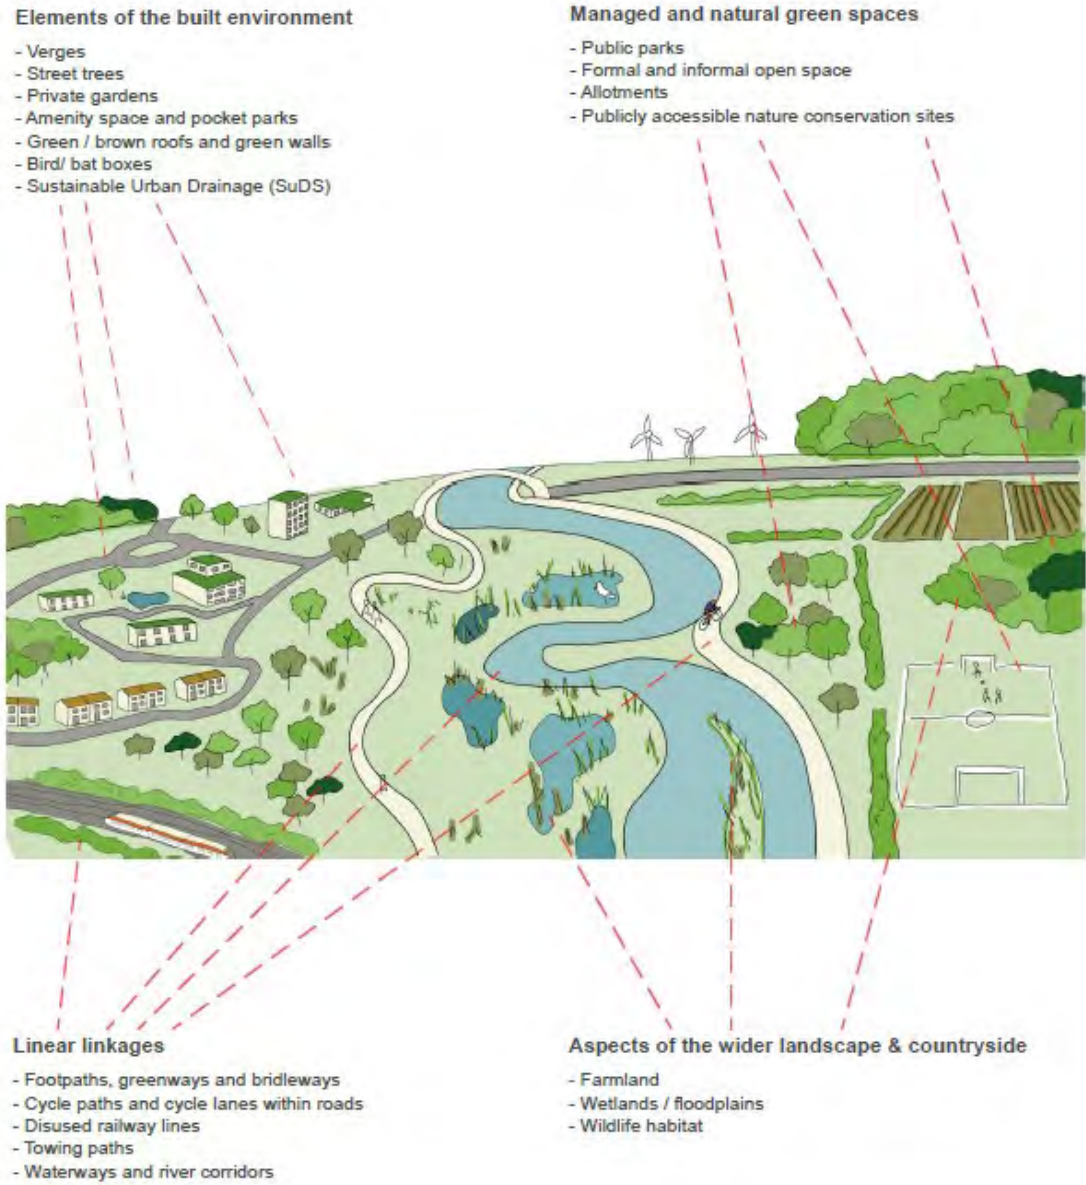 Elements of the built environment
- Verges
- Street trees
- Private gardens
- Amenity space and pocket parks
- Green / brown roofs and green walls
- Bird/ bat boxes
- Sustainable Urban Drainage (SuDS)
Managed and natural green spaces
- Public parks
- Formal and informal open space
- Allotments
- Publicly accessible nature conservation sites
Linear linkages
- Footpaths, greenways and bridleways
- Cycle paths and cycle lanes within roads
- Disused railway lines
- Towing paths
- Waterways and river corridors
Aspects of the wider landscape & countryside
- Farmland
- Wetlands / floodplains
- Wildlife habitat